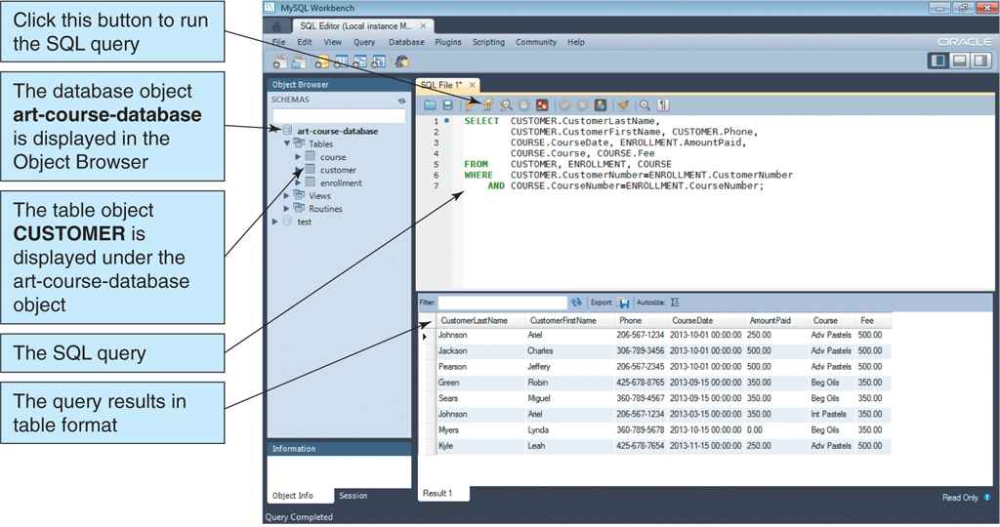 Click this button to run
the SQL query
The database object
art-course-database
is displayed in the
Object Browser
The table object
CUSTOMER is
displayed under the
art-course-database
object
The SQL query
The query results in
table format
MySQL Workbench
SQL Editor (Local instance M...
File Edit View Query Database Plugins Scripting Community Help
ORACLE
Object Browser
SCHEMAS
art-course-database
Tables
course
customer
enrollment
Views
Routines
test
Information
Object Info Session
Query Completed
SQL File 1*
1 SELECT CUSTOMER.CustomerLastName,
2 CUSTOMER.CustomerFirstName, CUSTOMER.Phone,
3 COURSE.CourseDate, ENROLLMENT.AmountPaid,
4 COURSE.Course, COURSE.Fee
5 FROM CUSTOMER, ENROLLMENT, COURSE
6 WHERE CUSTOMER.CustomerNumber=ENROLLMENT.CustomerNumber
7 AND COURSE.CourseNumber=ENROLLMENT.CourseNumber;
Filter: Export: Autosize:
CustomerLastName CustomerFirstName Phone CourseDate AmountPaid Course Fee
Johnson Ariel 206-567-1234 2013-10-01 00:00:00 250.00 Adv Pastels 500.00
Jackson Charles 306-789-3456 2013-10-01 00:00:00 500.00 Adv Pastels 500.00
Pearson Jeffery 206-567-2345 2013-10-01 00:00:00 500.00 Adv Pastels 500.00
Green Robin 425-678-8765 2013-09-15 00:00:00 350.00 Beg Oils 350.00
Sears Miguel 360-789-4567 2013-09-15 00:00:00 350.00 Beg Oils 350.00
Johnson Ariel 206-567-1234 2013-03-15 00:00:00 350.00 Int Pastels 350.00
Myers Lynda 360-789-5678 2013-10-15 00:00:00 0.00 Beg Oils 350.00
Kyle Leah 425-678-7654 2013-11-15 00:00:00 250.00 Adv Pastels 500.00
Result 1
Read Only